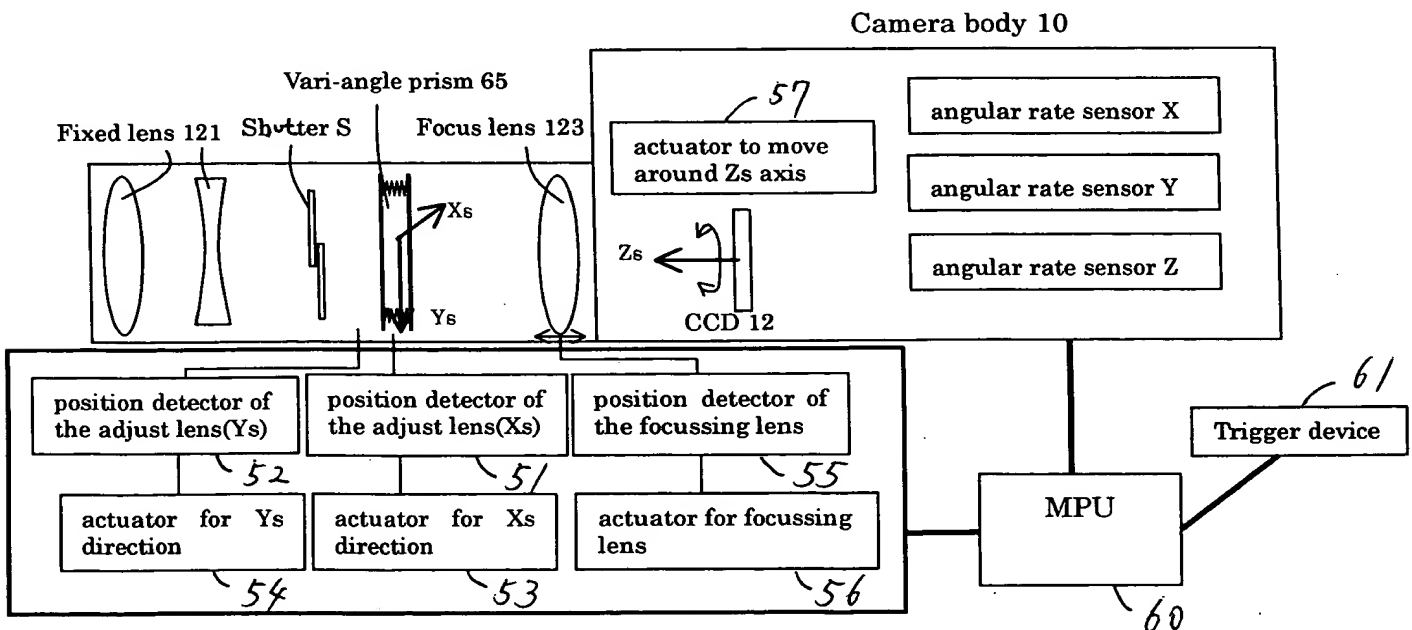 Camera body 10
Vari-angle prism 65
57
Fixed lens 121
Shutter S
Focus lens 123
actuator to move
around Zs axis
angular rate sensor X
angular rate sensor Y
angular rate sensor Z
Xs
Zs
Ys
CCD 12
position detector of
the adjust lens(Ys)
52
position detector of
the adjust lens(Xs)
51
position detector of
the focussing lens
55
61
Trigger device
MPU
60
actuator for Ys
direction
54
actuator for Xs
direction
53
actuator for focussing
lens
56